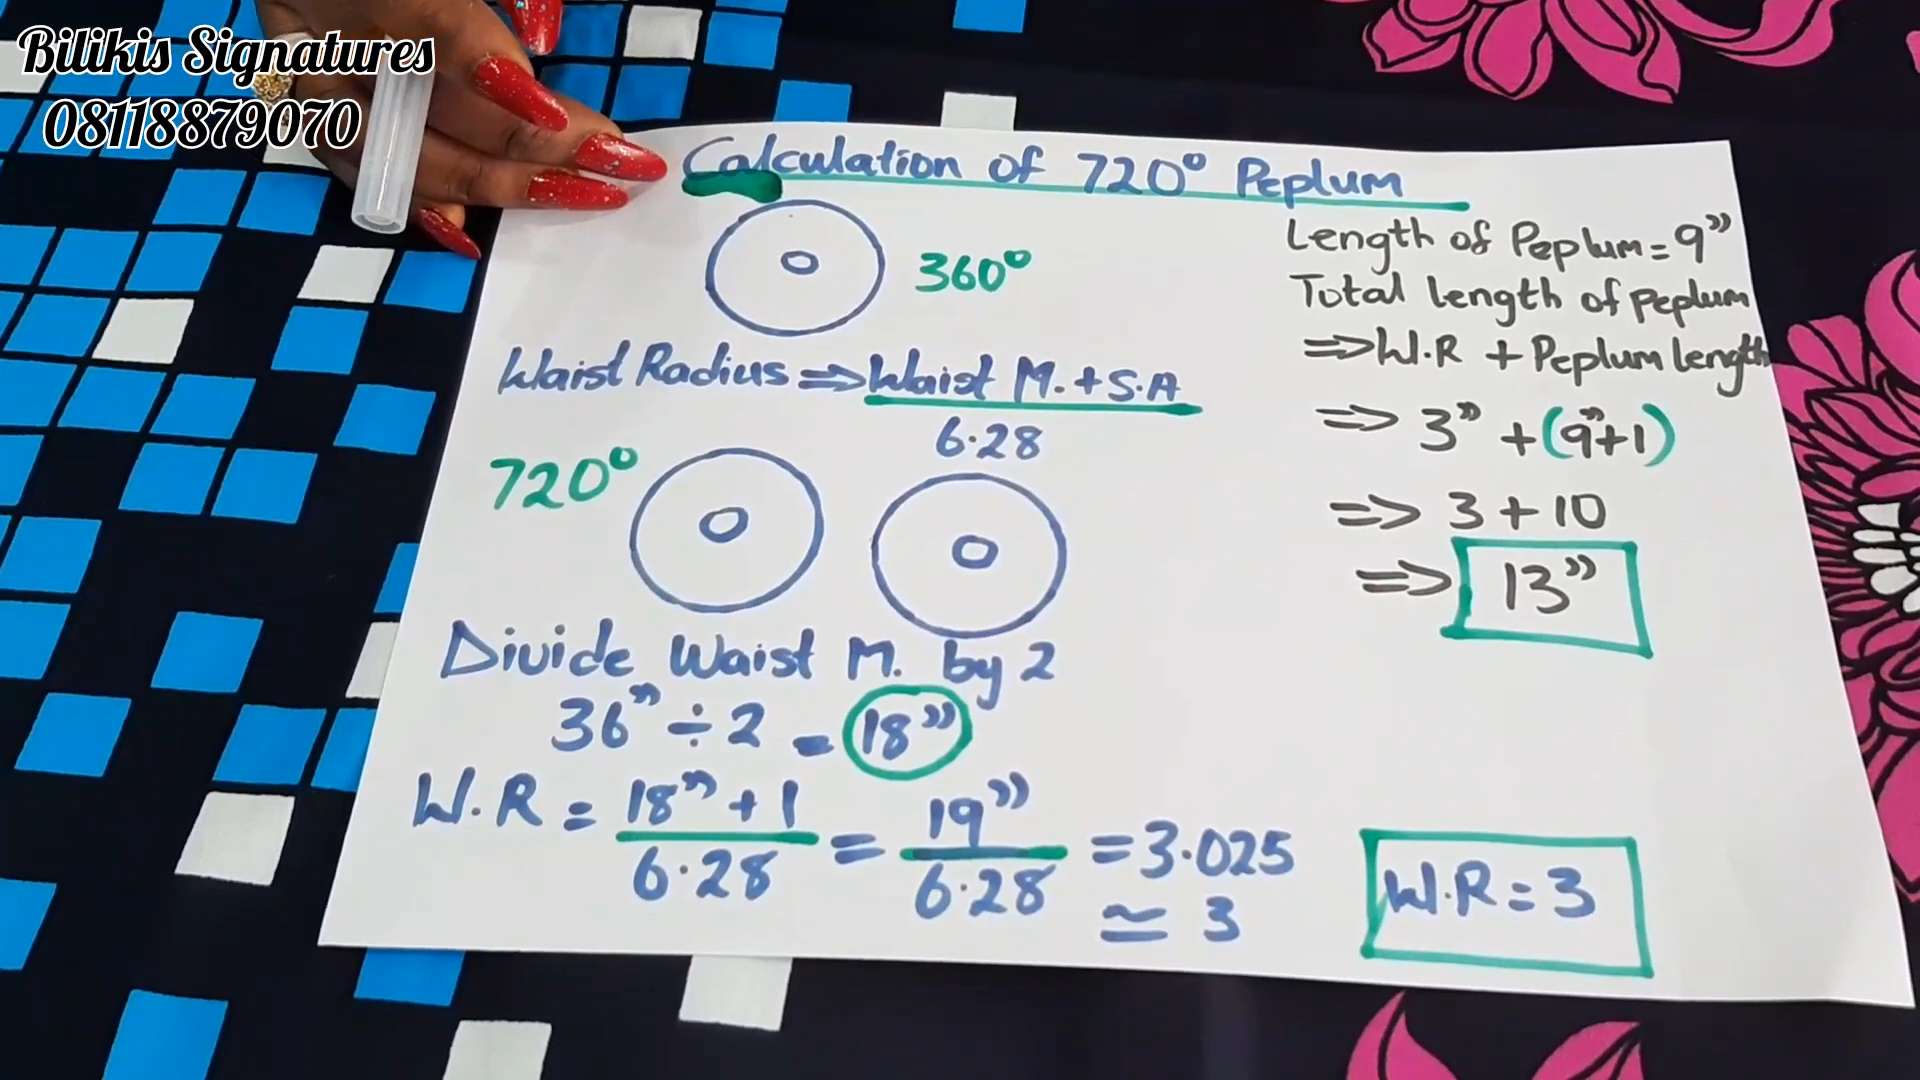 Bilikis Signatures
08118879070
Calculation of 720° Peplum
360°
Waist Radius ⇒ Waist M. + S.A
6.28
720°
Divide Waist M. by 2
36" ÷ 2 = 18"
W.R = 18" + 1 = 19" = 3.025
6.28 6.28 ≃ 3
Length of Peplum = 9"
Total length of peplum
⇒ W.R + Peplum length
⇒ 3" + (9"+1)
⇒ 3 + 10
⇒ 13"
W.R = 3